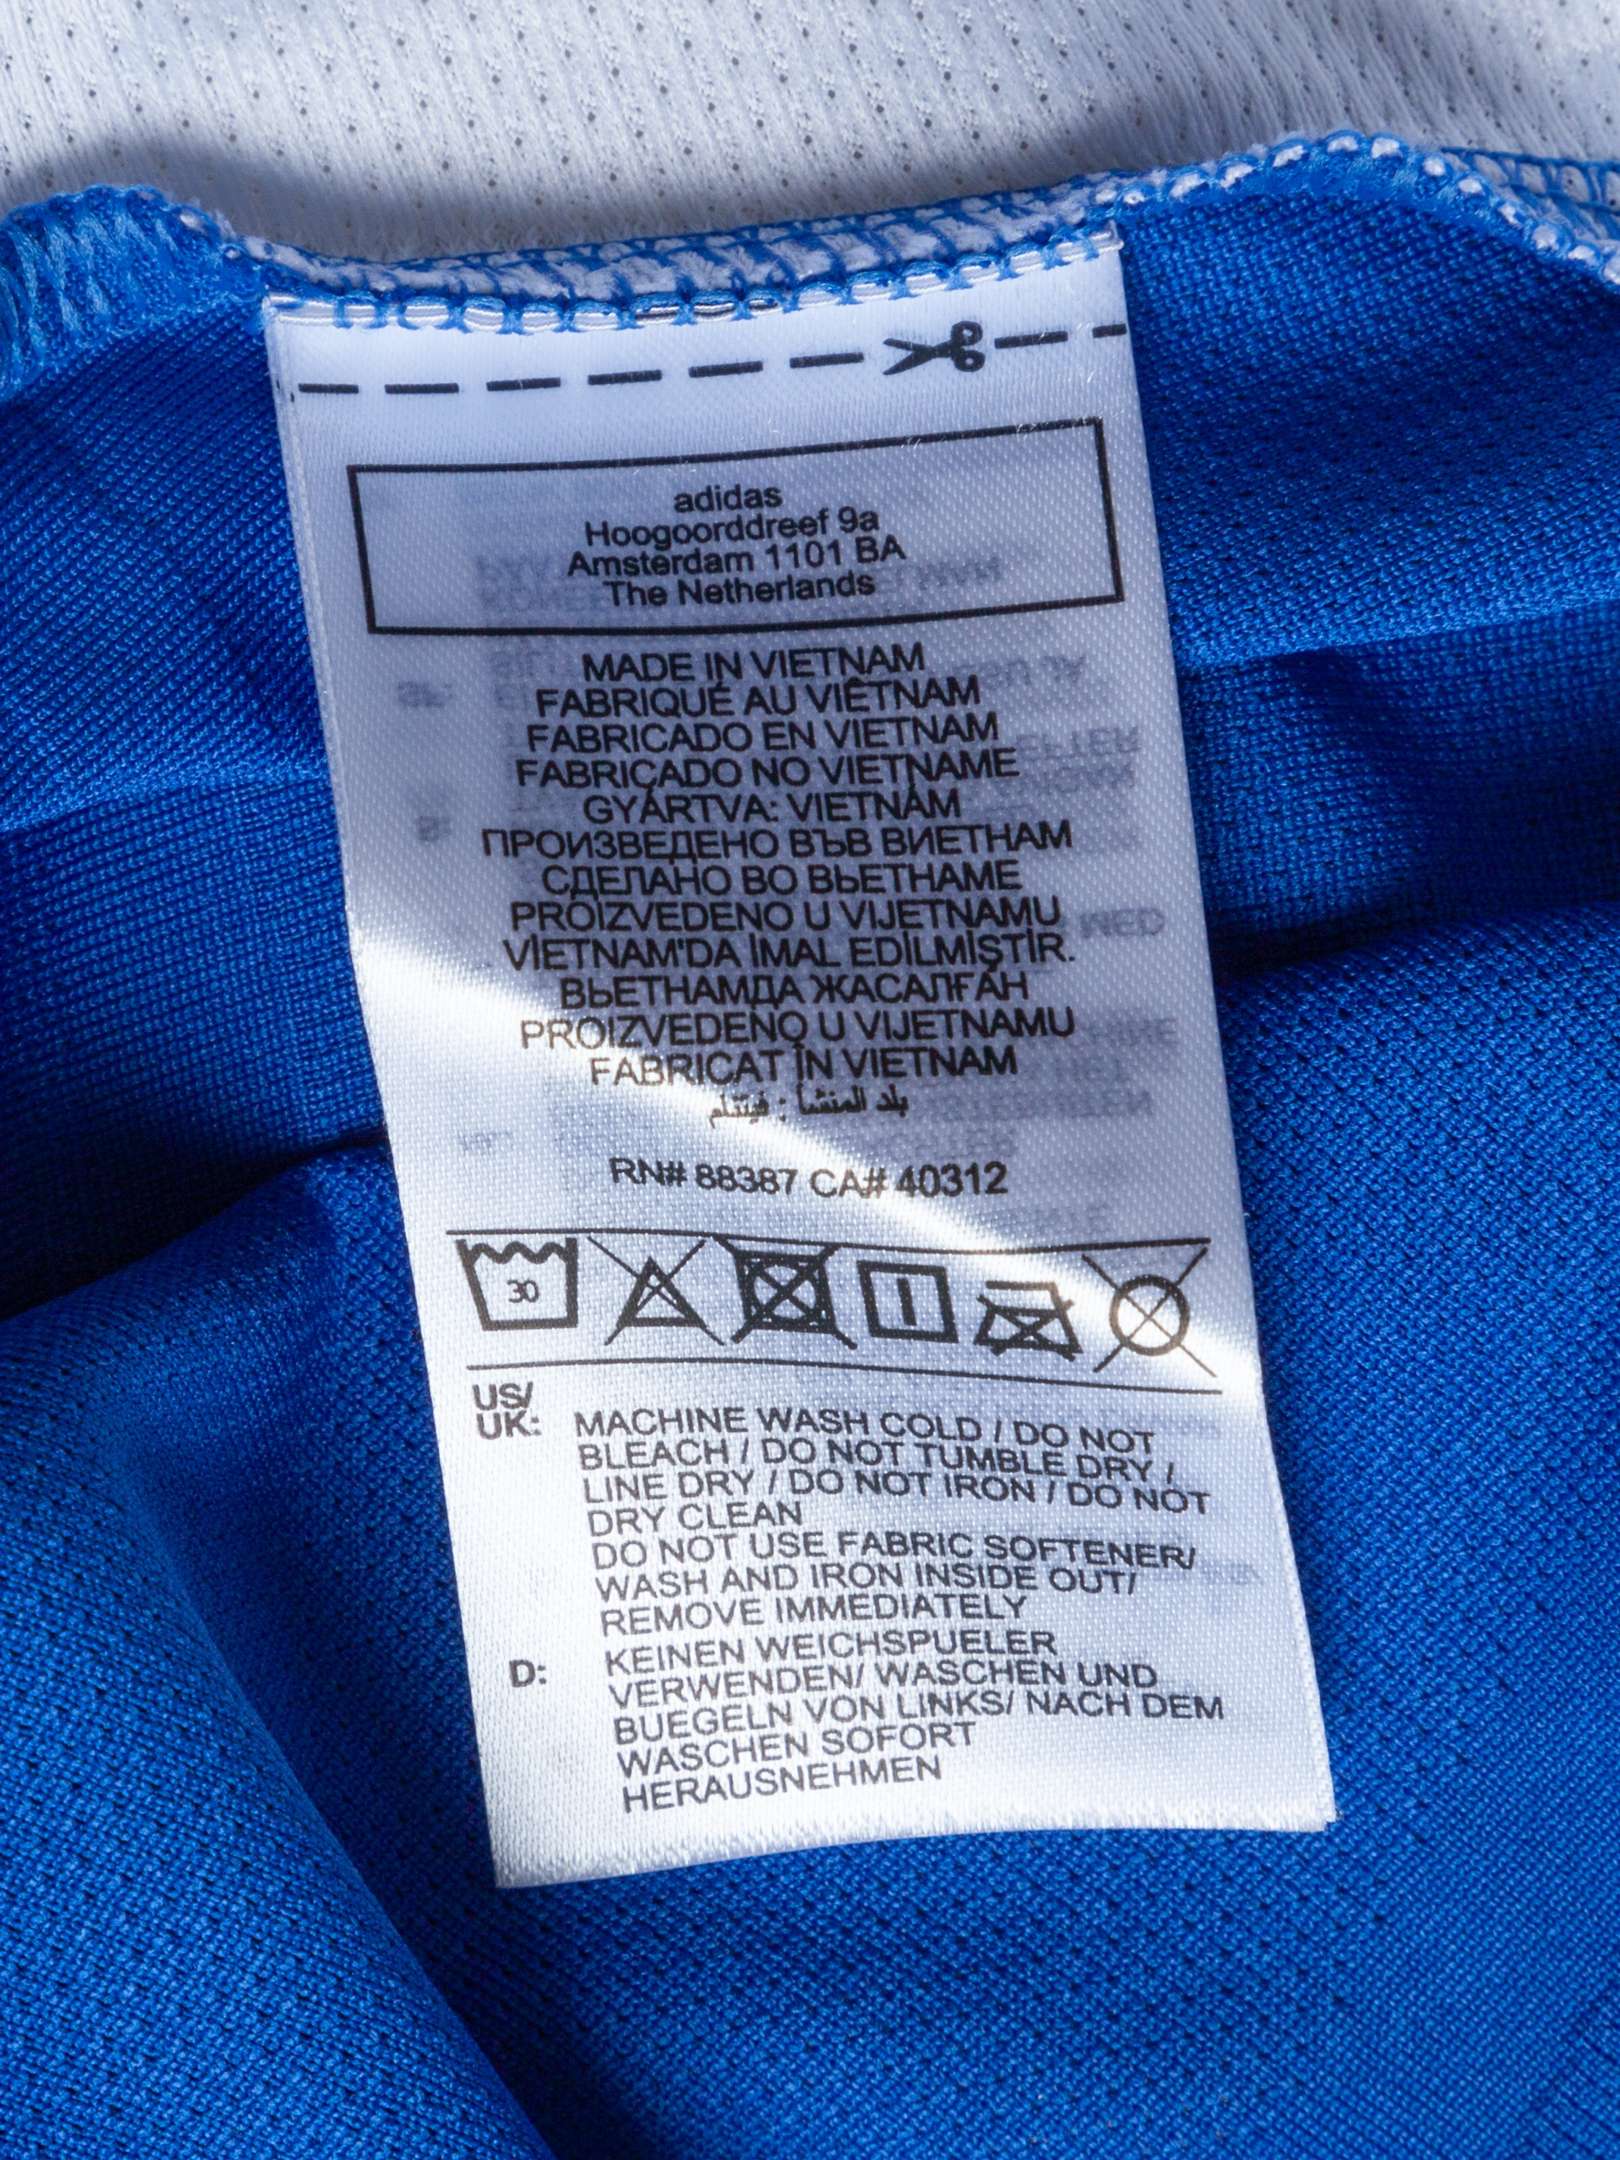 adidas
Hoogoorddreef 9a
Amsterdam 1101 BA
The Netherlands
MADE IN VIETNAM
FABRIQUÉ AU VIÊTNAM
FABRICADO EN VIETNAM
FABRICADO NO VIETNAME
GYÁRTVA: VIETNÁM
ПРОИЗВЕДЕНО ВЪВ ВИЕТНАМ
СДЕЛАНО ВО ВЬЕТНАМЕ
PROIZVEDENO U VIJETNAMU
VİETNAM'DA İMAL EDİLMİŞTİR.
ВЬЕТНАМДА ЖАСАЛҒАН
PROIZVEDENO U VIJETNAMU
FABRICAT ÎN VIETNAM
بلد المنشأ : فيتنام
RN# 88387 CA# 40312
30
US/
UK: MACHINE WASH COLD / DO NOT
BLEACH / DO NOT TUMBLE DRY /
LINE DRY / DO NOT IRON / DO NOT
DRY CLEAN
DO NOT USE FABRIC SOFTENER/
WASH AND IRON INSIDE OUT/
REMOVE IMMEDIATELY
D: KEINEN WEICHSPUELER
VERWENDEN/ WASCHEN UND
BUEGELN VON LINKS/ NACH DEM
WASCHEN SOFORT
HERAUSNEHMEN